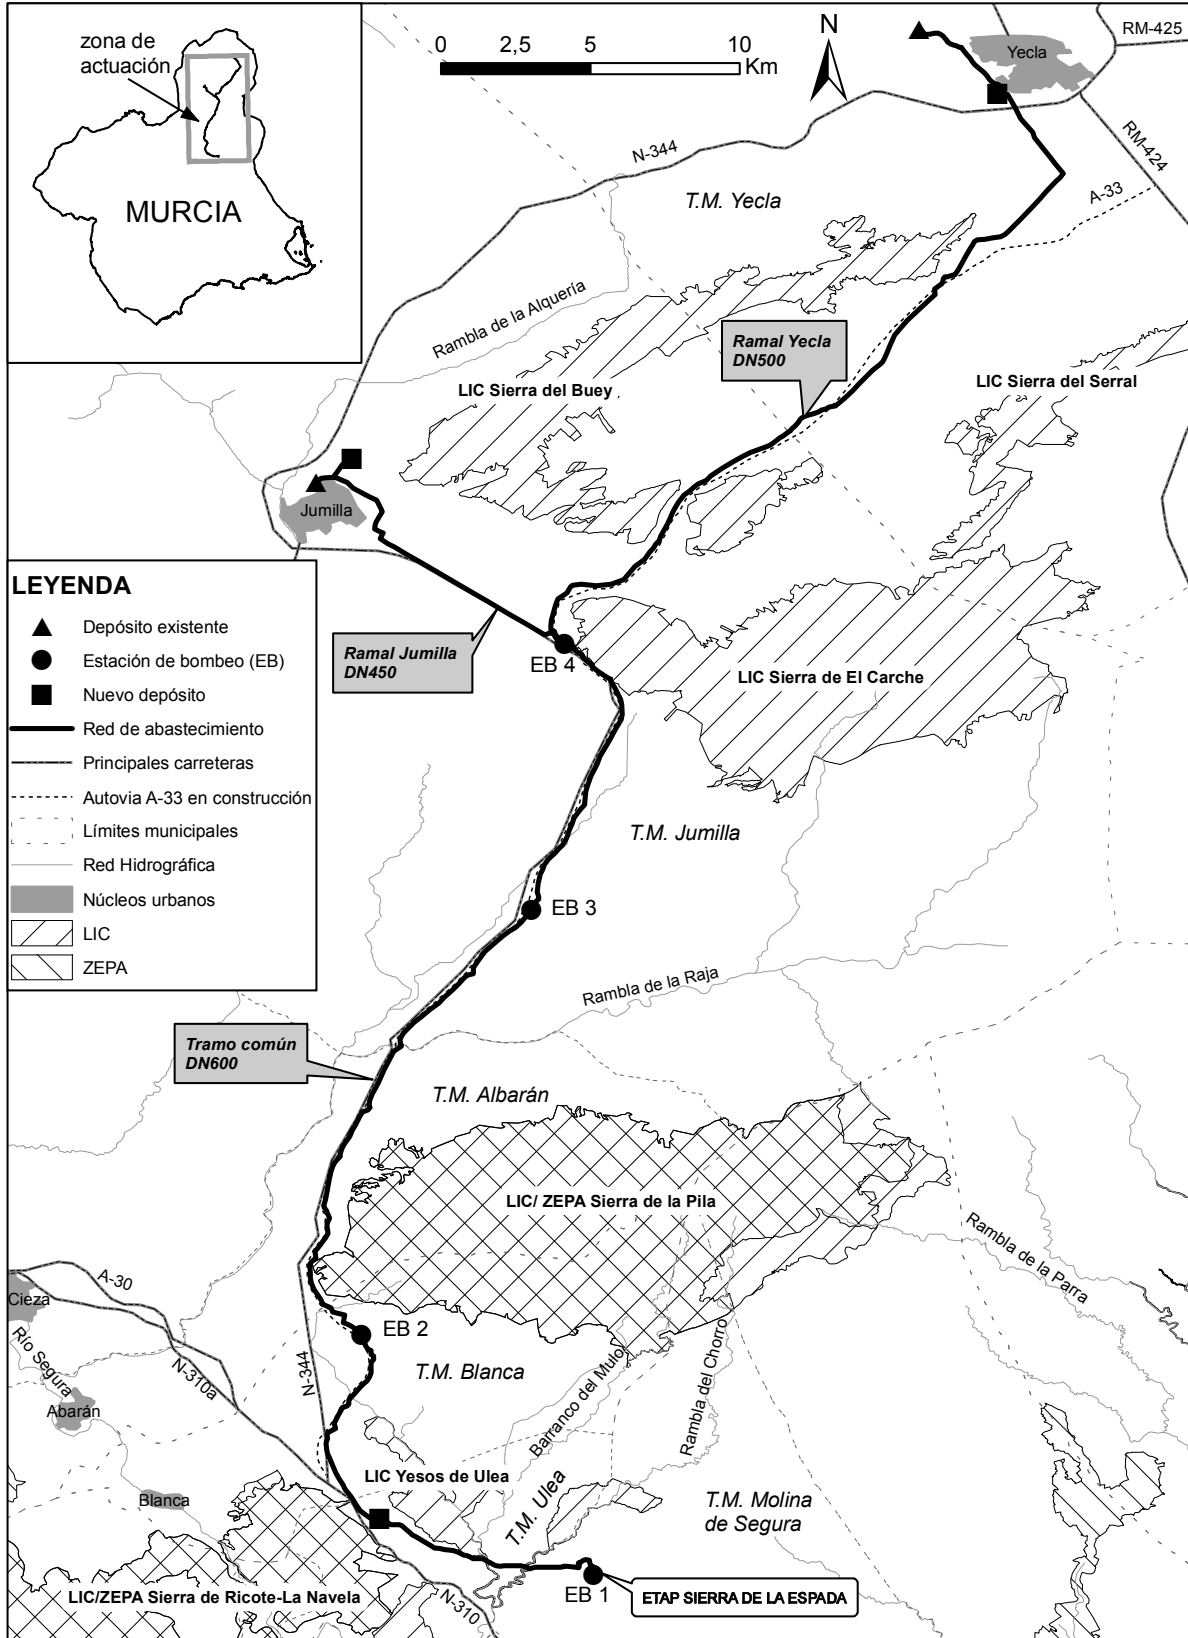 zona de
actuación
MURCIA
0 2,5 5 10
Km
N
Yecla
RM-425
RM-424
N-344
T.M. Yecla
A-33
Rambla de la Alquería
Ramal Yecla
DN500
LIC Sierra del Buey
LIC Sierra del Serral
Jumilla
LEYENDA
Depósito existente
Estación de bombeo (EB)
Nuevo depósito
Red de abastecimiento
Principales carreteras
Autovia A-33 en construcción
Límites municipales
Red Hidrográfica
Núcleos urbanos
LIC
ZEPA
Ramal Jumilla
DN450
EB 4
LIC Sierra de El Carche
T.M. Jumilla
EB 3
Rambla de la Raja
Tramo común
DN600
T.M. Albarán
LIC/ ZEPA Sierra de la Pila
Rambla de la Parra
A-30
Cieza
Río Segura
N-310a
Abarán
N-344
EB 2
T.M. Blanca
Barranco del Mulo
Rambla del Chorro
LIC Yesos de Ulea
T.M. Ulea
T.M. Molina
de Segura
Blanca
LIC/ZEPA Sierra de Ricote-La Navela
N-310
EB 1
ETAP SIERRA DE LA ESPADA